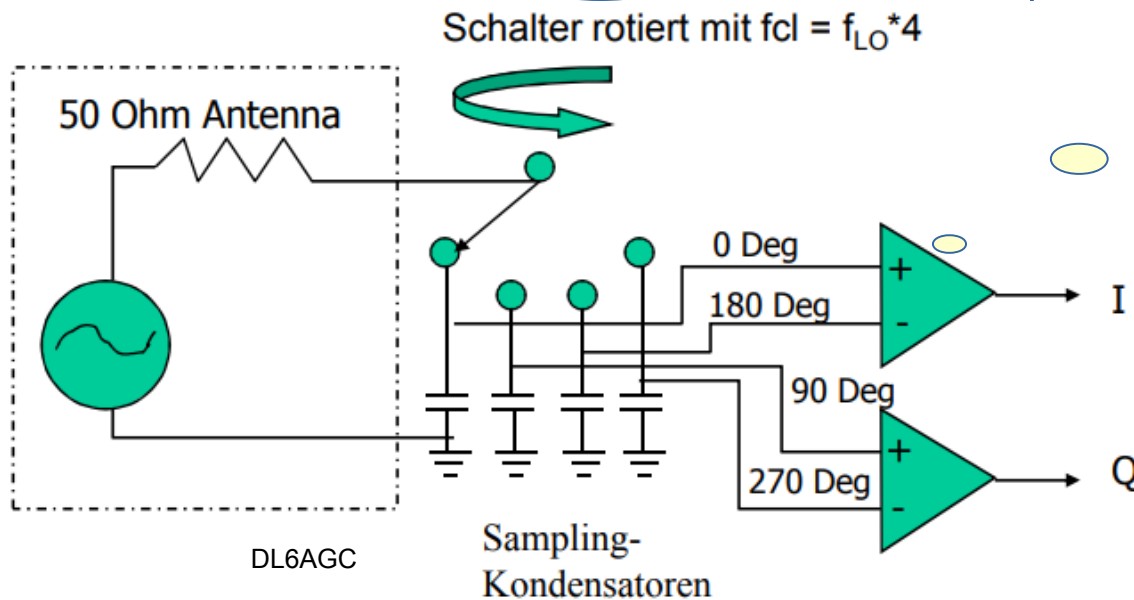 Schalter rotiert mit fcl = fLO*4
50 Ohm Antenna
0 Deg
+
I
180 Deg
-
90 Deg
+
Q
270 Deg
-
Sampling-
Kondensatoren
DL6AGC